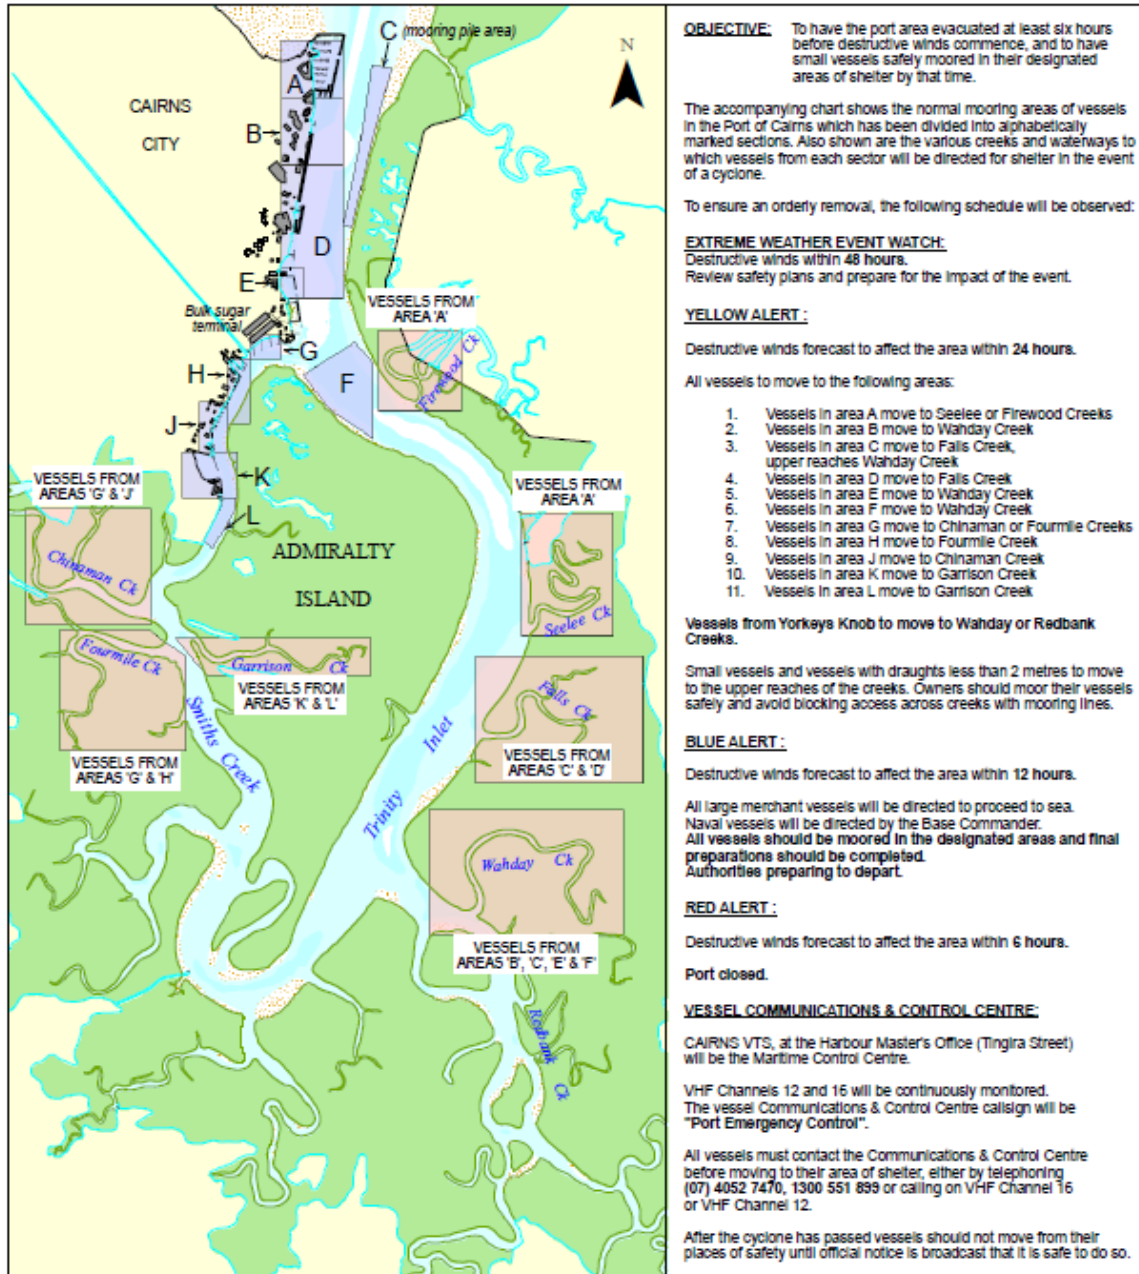 C (mooring pile area)
N
CAIRNS
CITY
A
B
D
E
Bulk sugar
terminal
VESSELS FROM
AREA 'A'
Firewood Ck
G
H
F
J
K
L
VESSELS FROM
AREAS 'G' & 'J'
Chinaman Ck
VESSELS FROM
AREA 'A'
Seelee Ck
ADMIRALTY
ISLAND
Fourmile Ck
Garrison Ck
VESSELS FROM
AREAS 'K' & 'L'
VESSELS FROM
AREAS 'G' & 'H'
Smiths Creek
Falls Ck
VESSELS FROM
AREAS 'C' & 'D'
Trinity Inlet
Wahday Ck
VESSELS FROM
AREAS 'B', 'C', 'E' & 'F'
Redbank Ck
OBJECTIVE: To have the port area evacuated at least six hours
before destructive winds commence, and to have
small vessels safely moored in their designated
areas of shelter by that time.
The accompanying chart shows the normal mooring areas of vessels
in the Port of Cairns which has been divided into alphabetically
marked sections. Also shown are the various creeks and waterways to
which vessels from each sector will be directed for shelter in the event
of a cyclone.
To ensure an orderly removal, the following schedule will be observed:
EXTREME WEATHER EVENT WATCH:
Destructive winds within 48 hours.
Review safety plans and prepare for the impact of the event.
YELLOW ALERT :
Destructive winds forecast to affect the area within 24 hours.
All vessels to move to the following areas:
1. Vessels in area A move to Seelee or Firewood Creeks
2. Vessels in area B move to Wahday Creek
3. Vessels in area C move to Falls Creek,
upper reaches Wahday Creek
4. Vessels in area D move to Falls Creek
5. Vessels in area E move to Wahday Creek
6. Vessels in area F move to Wahday Creek
7. Vessels in area G move to Chinaman or Fourmile Creeks
8. Vessels in area H move to Fourmile Creek
9. Vessels in area J move to Chinaman Creek
10. Vessels in area K move to Garrison Creek
11. Vessels in area L move to Garrison Creek
Vessels from Yorkeys Knob to move to Wahday or Redbank
Creeks.
Small vessels and vessels with draughts less than 2 metres to move
to the upper reaches of the creeks. Owners should moor their vessels
safely and avoid blocking access across creeks with mooring lines.
BLUE ALERT :
Destructive winds forecast to affect the area within 12 hours.
All large merchant vessels will be directed to proceed to sea.
Naval vessels will be directed by the Base Commander.
All vessels should be moored in the designated areas and final
preparations should be completed.
Authorities preparing to depart.
RED ALERT :
Destructive winds forecast to affect the area within 6 hours.
Port closed.
VESSEL COMMUNICATIONS & CONTROL CENTRE:
CAIRNS VTS, at the Harbour Master's Office (Tingira Street)
will be the Maritime Control Centre.
VHF Channels 12 and 16 will be continuously monitored.
The vessel Communications & Control Centre callsign will be
"Port Emergency Control".
All vessels must contact the Communications & Control Centre
before moving to their area of shelter, either by telephoning
(07) 4052 7470, 1300 551 899 or calling on VHF Channel 16
or VHF Channel 12.
After the cyclone has passed vessels should not move from their
places of safety until official notice is broadcast that it is safe to do so.